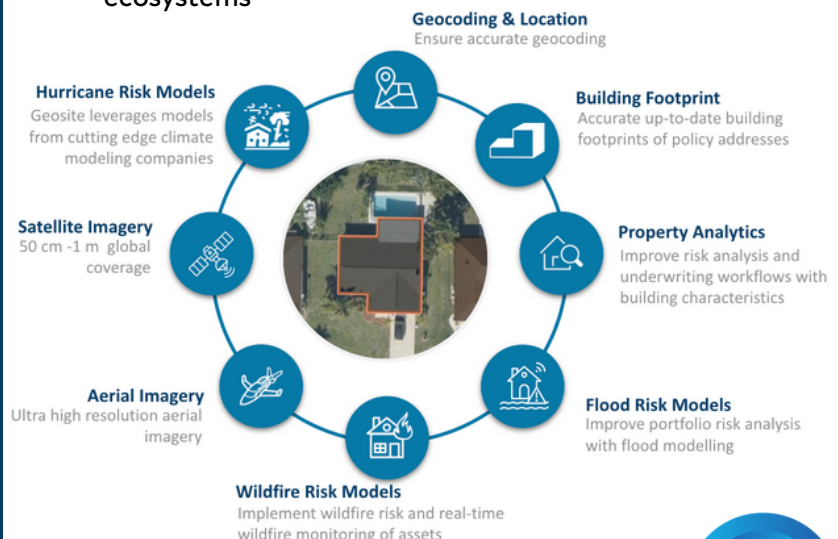 ecosystems
Geocoding & Location
Ensure accurate geocoding
Hurricane Risk Models
Geosite leverages models
from cutting edge climate
modeling companies
Building Footprint
Accurate up-to-date building
footprints of policy addresses
Satellite Imagery
50 cm -1 m global
coverage
Property Analytics
Improve risk analysis and
underwriting workflows with
building characteristics
Aerial Imagery
Ultra high resolution aerial
imagery
Flood Risk Models
Improve portfolio risk analysis
with flood modelling
Wildfire Risk Models
Implement wildfire risk and real-time
wildfire monitoring of assets